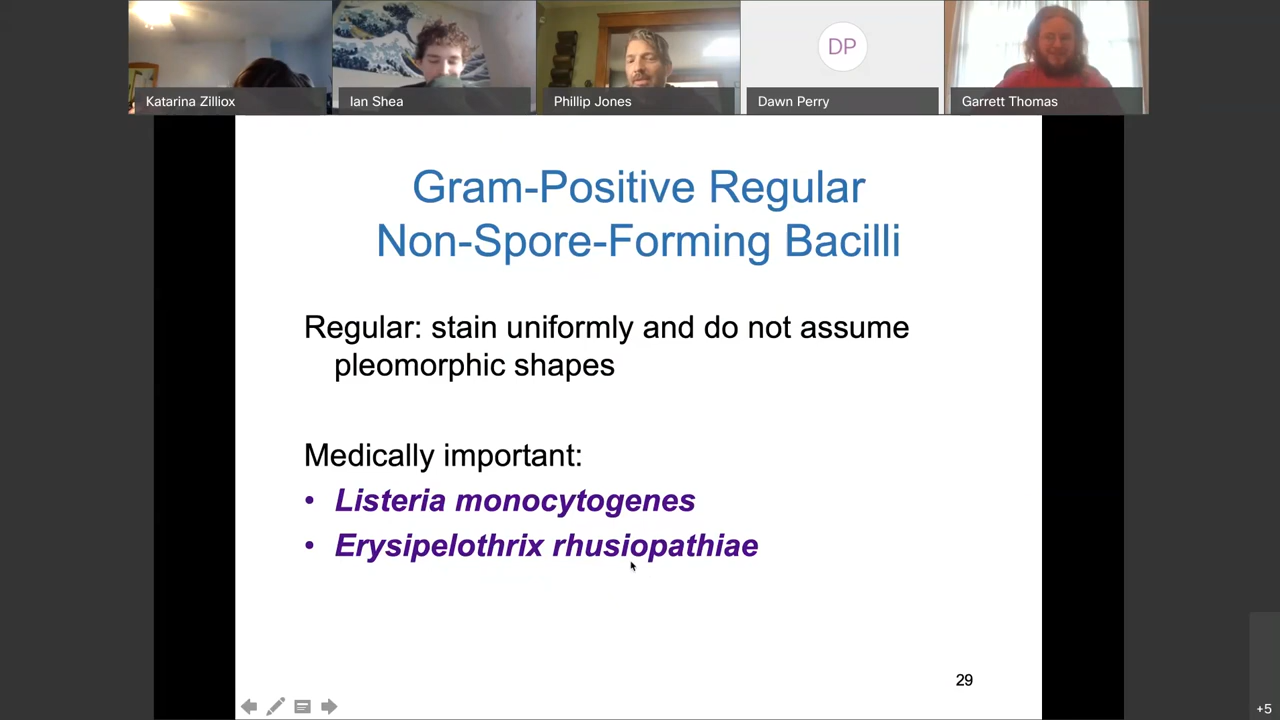 Katarina Zilliox
Ian Shea
Phillip Jones
DP
Dawn Perry
Garrett Thomas
Gram-Positive Regular
Non-Spore-Forming Bacilli
Regular: stain uniformly and do not assume
pleomorphic shapes
Medically important:
• Listeria monocytogenes
• Erysipelothrix rhusiopathiae
29
+5